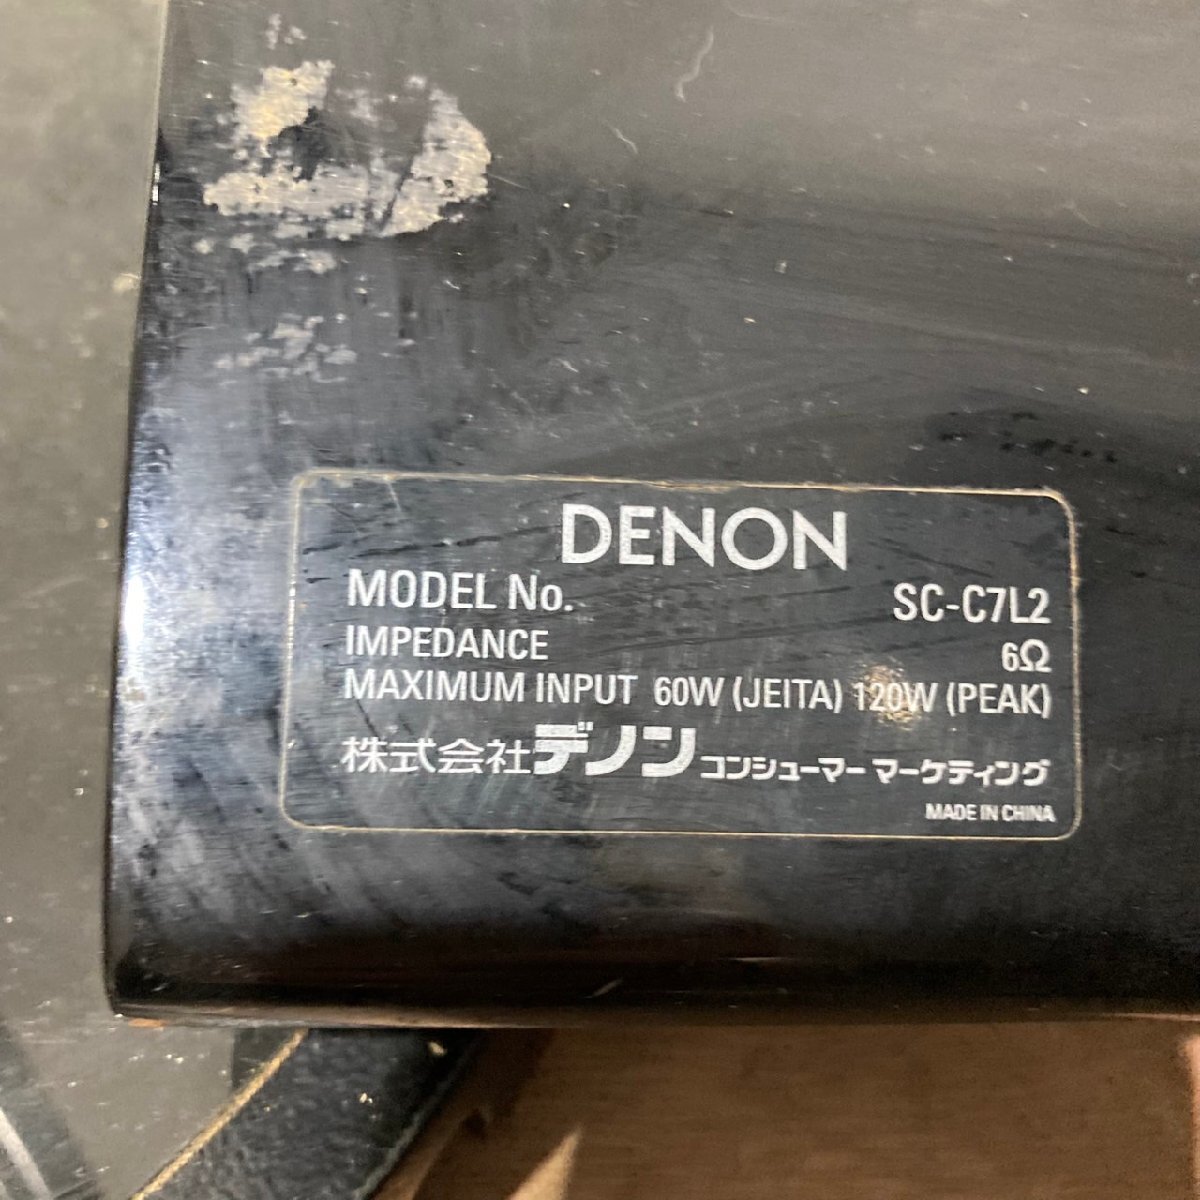 DENON
MODEL No. SC-C7L2
IMPEDANCE 6Ω
MAXIMUM INPUT 60W (JEITA) 120W (PEAK)
株式会社デノン コンシューマー マーケティング
MADE IN CHINA